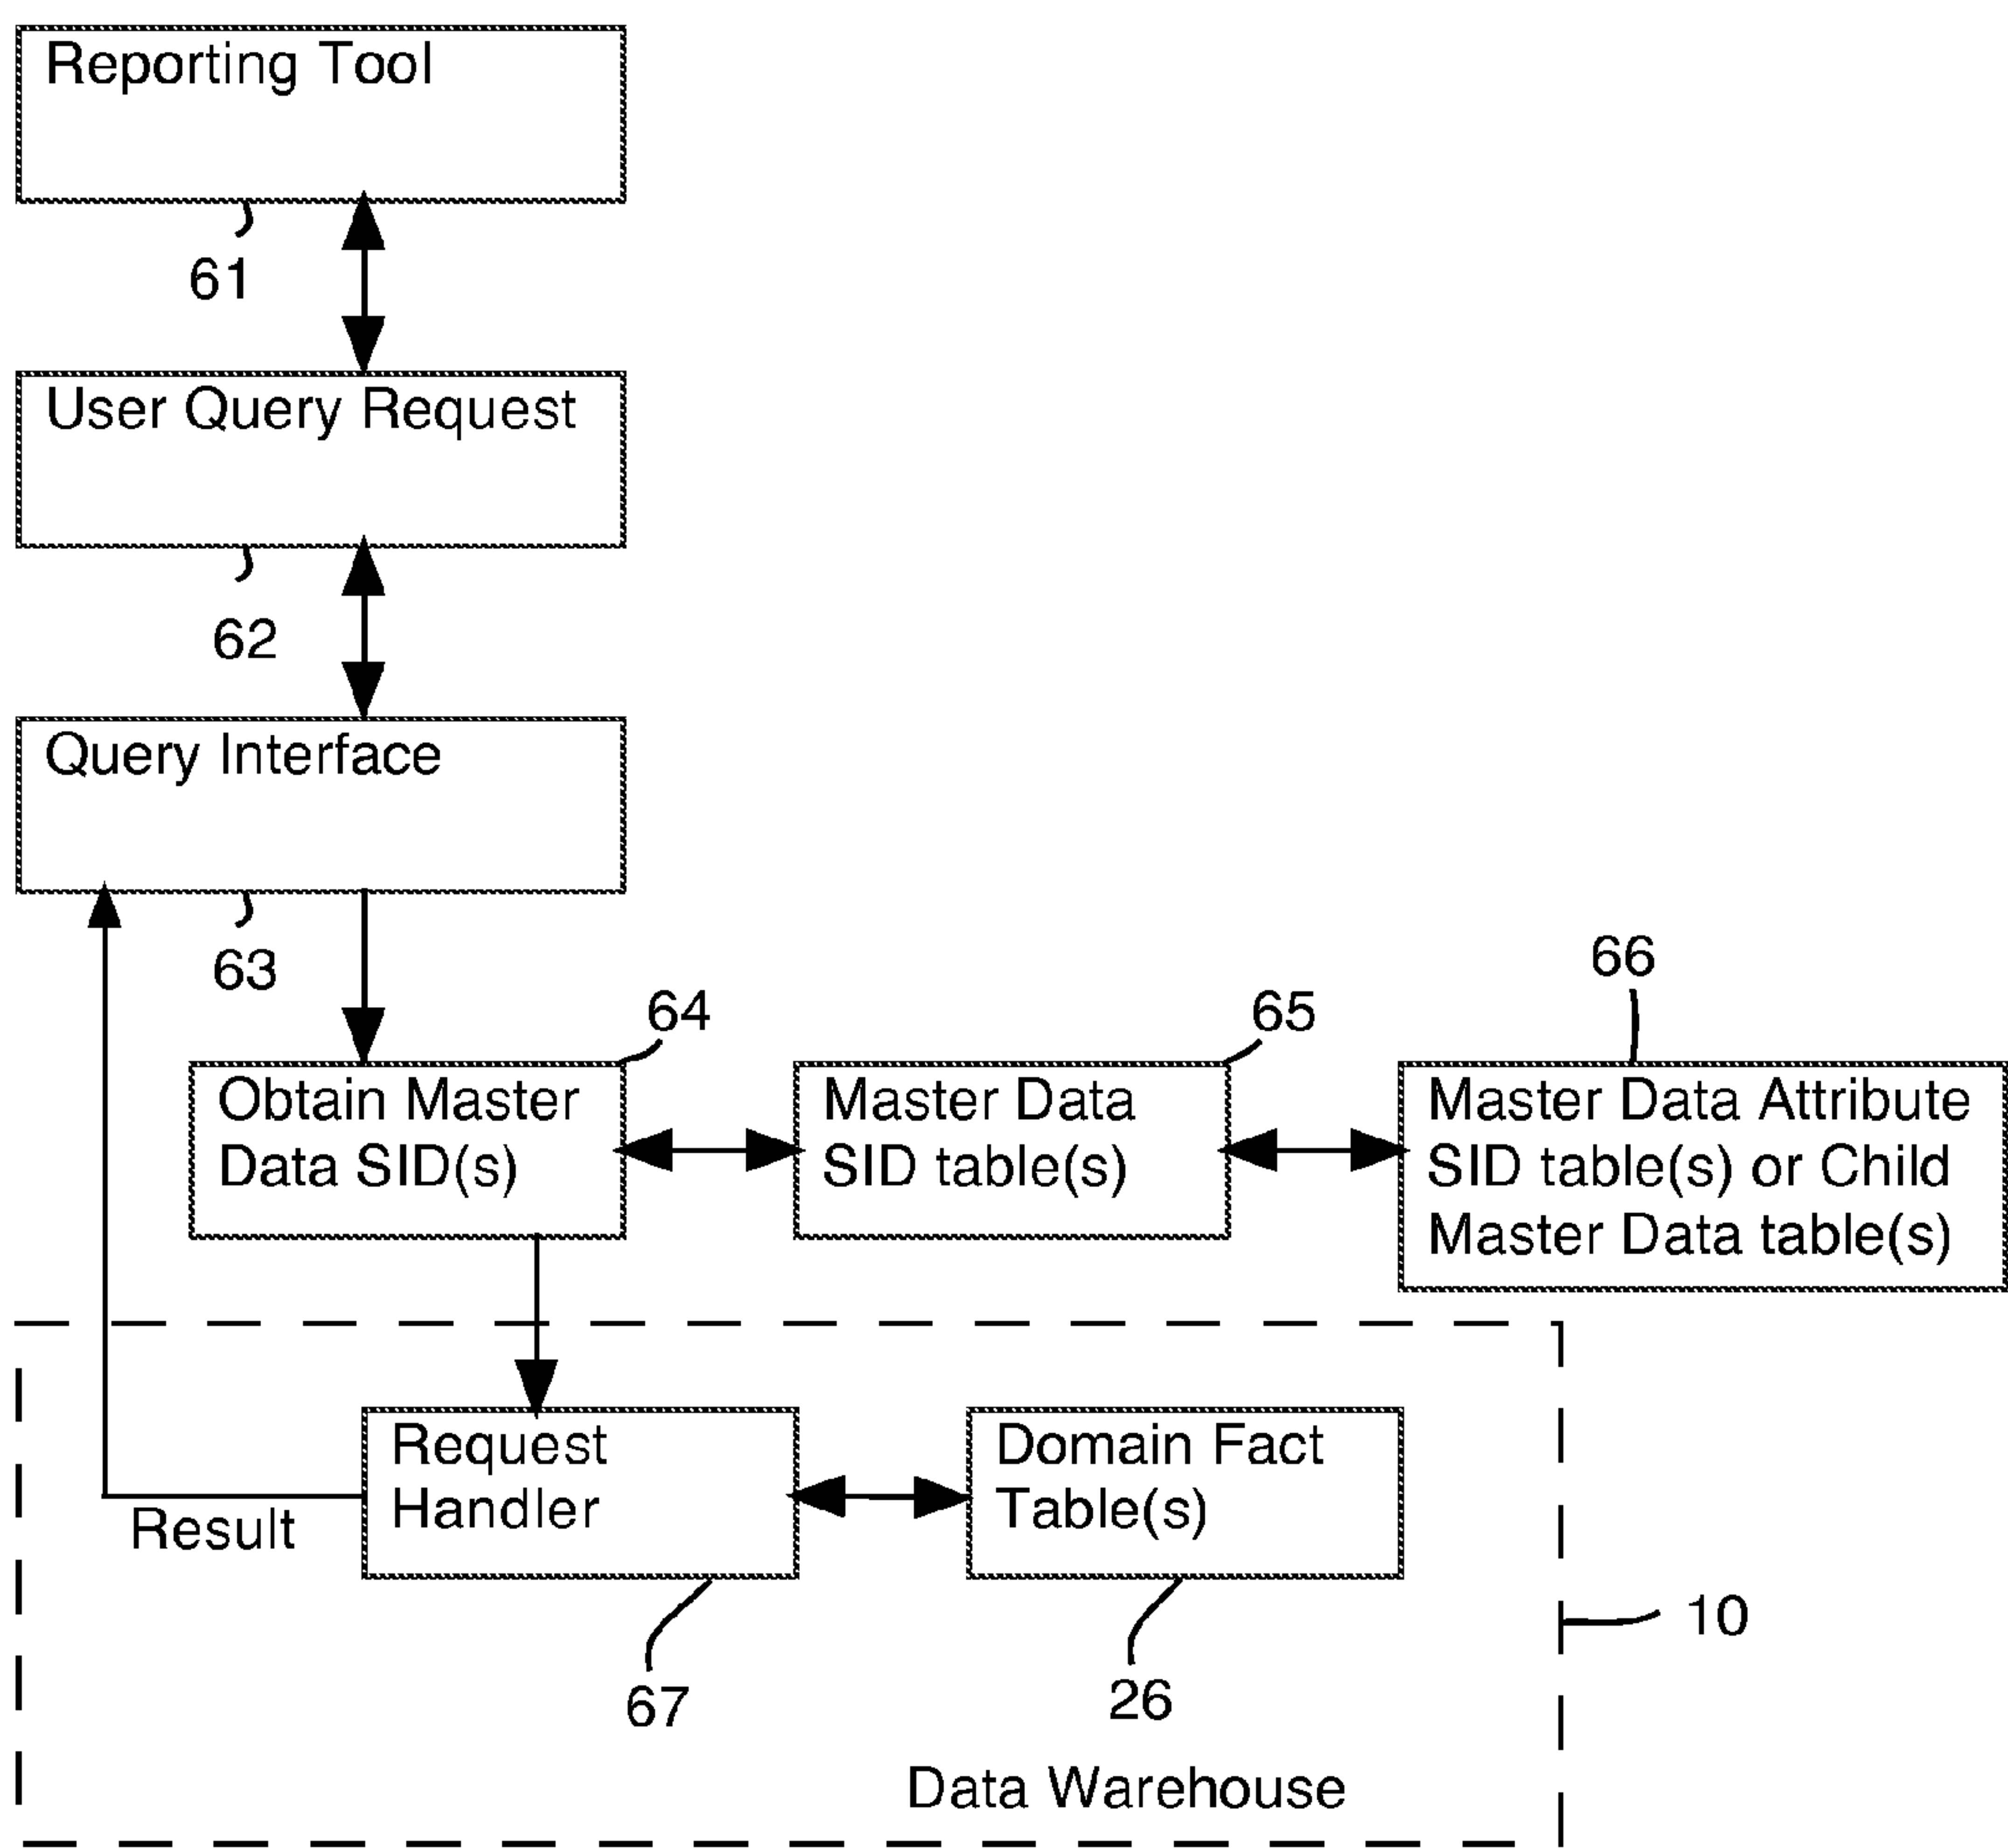 Reporting Tool
61
User Query Request
62
Query Interface
63
64
65
66
Obtain Master
Data SID(s)
Master Data
SID table(s)
Master Data Attribute
SID table(s) or Child
Master Data table(s)
Request
Handler
Domain Fact
Table(s)
Result
10
67
26
Data Warehouse